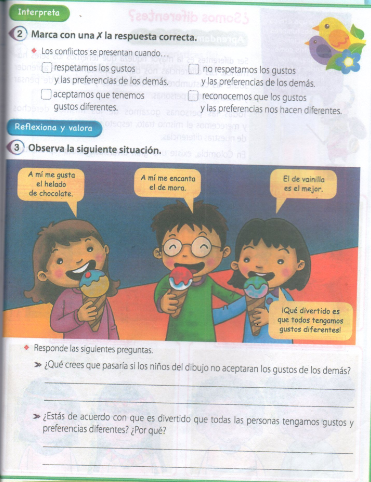 Interpreta
2 Marca con una ✗ la respuesta correcta.
Los conflictos se presentan cuando…
respetamos los gustos
y las preferencias de los demás.
no respetamos los gustos
y las preferencias de los demás.
aceptamos que tenemos
gustos diferentes.
reconocemos que los gustos
y las preferencias nos hacen diferentes.
Reflexiona y valora
3 Observa la siguiente situación.
A mí me gusta
el helado
de chocolate.
A mí me encanta
el de mora.
El de vainilla
es el mejor.
¡Qué divertido es
que todos tengamos
gustos diferentes!
Responde las siguientes preguntas.
¿Qué crees que pasaría si los niños del dibujo no aceptaran los gustos de los demás?
¿Estás de acuerdo con que es divertido que todas las personas tengamos gustos y
preferencias diferentes? ¿Por qué?